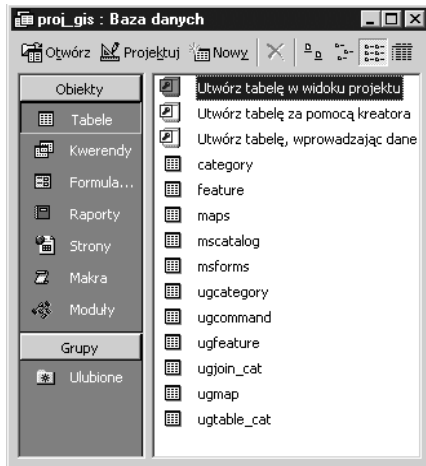 proj_gis : Baza danych
Otwórz Projektuj Nowy
Obiekty
Tabele
Kwerendy
Formula...
Raporty
Strony
Makra
Moduły
Grupy
Ulubione
Utwórz tabelę w widoku projektu
Utwórz tabelę za pomocą kreatora
Utwórz tabelę, wprowadzając dane
category
feature
maps
mscatalog
msforms
ugcategory
ugcommand
ugfeature
ugjoin_cat
ugmap
ugtable_cat